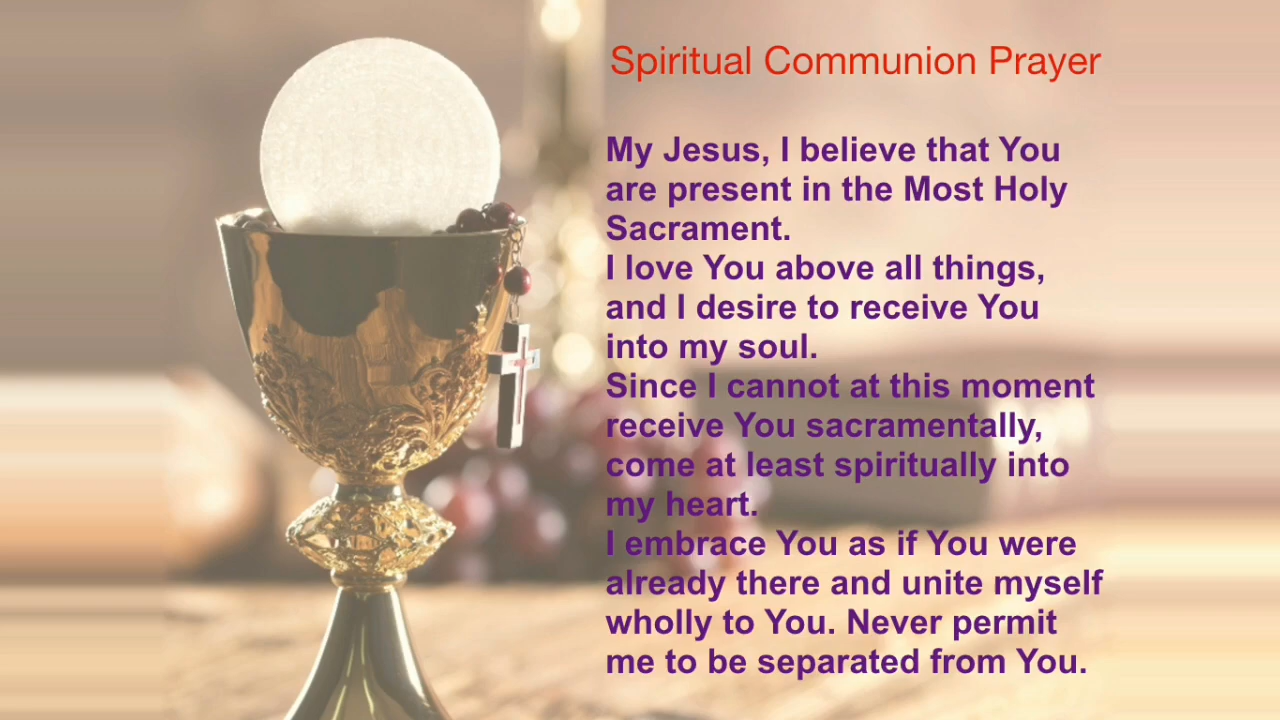 Spiritual Communion Prayer
My Jesus, I believe that You
are present in the Most Holy
Sacrament.
I love You above all things,
and I desire to receive You
into my soul.
Since I cannot at this moment
receive You sacramentally,
come at least spiritually into
my heart.
I embrace You as if You were
already there and unite myself
wholly to You. Never permit
me to be separated from You.